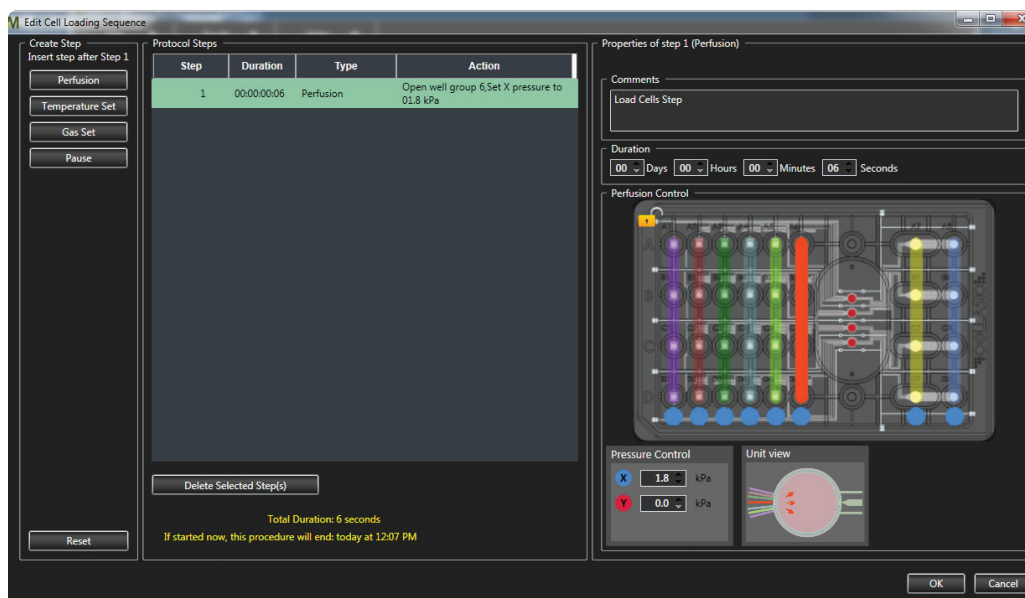 Edit Cell Loading Sequence
Create Step
Insert step after Step 1
Perfusion
Temperature Set
Gas Set
Pause
Reset
Protocol Steps
Step Duration Type Action
1 00:00:00:06 Perfusion Open well group 6,Set X pressure to
01.8 kPa
Delete Selected Step(s)
Total Duration: 6 seconds
If started now, this procedure will end: today at 12:07 PM
Properties of step 1 (Perfusion)
Comments
Load Cells Step
Duration
00 Days 00 Hours 00 Minutes 06 Seconds
Perfusion Control
A
B
C
D
Pressure Control
X 1.8 kPa
Y 0.0 kPa
Unit view
OK Cancel